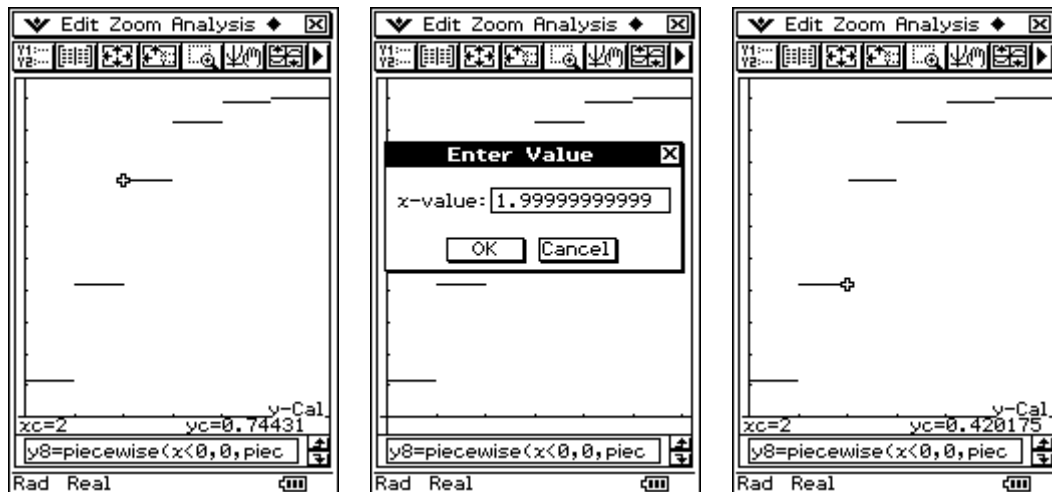 Edit Zoom Analysis
y-Cal
xc=2 yc=0.74431
y8=piecewise(x<0,0,piec
Rad Real
Edit Zoom Analysis
Enter Value
x-value: 1.99999999999
OK Cancel
y8=piecewise(x<0,0,piec
Rad Real
Edit Zoom Analysis
y-Cal
xc=2 yc=0.420175
y8=piecewise(x<0,0,piec
Rad Real